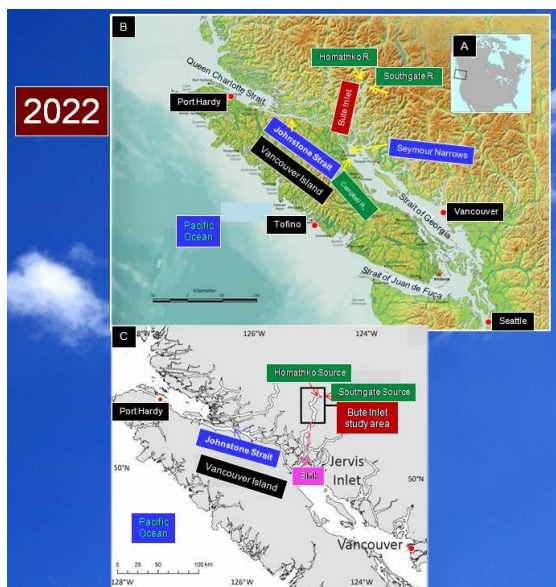 2022
B
A
Homathko R.
Southgate R.
Queen Charlotte Strait
Port Hardy
Bute Inlet
Johnstone Strait
Vancouver Island
Seymour Narrows
Campbell R.
Pacific
Ocean
Tofino
Strait of Georgia
Vancouver
Strait of Juan de Fuca
Victoria
Kilometer
Seattle
C
126°W
124°W
Homathko Source
Southgate Source
Port Hardy
Bute Inlet
study area
Johnstone Strait
Vancouver Island
Sink
Jervis
Inlet
50°N
50°N
Pacific
Ocean
Vancouver
0 25 50 100 km
128°W
126°W
124°W